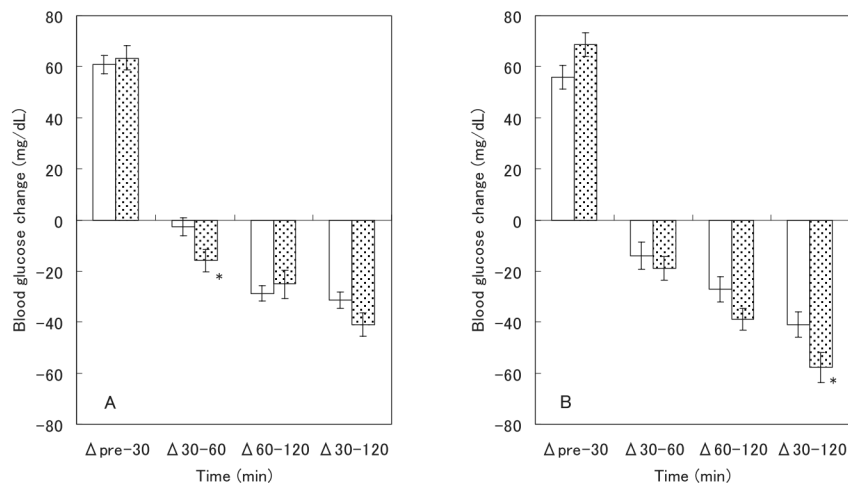 80
60
40
20
0
−20
−40
−60
−80
Blood glucose change (mg/dL)
*
A
Δpre−30 Δ30−60 Δ60−120 Δ30−120
Time (min)
80
60
40
20
0
−20
−40
−60
−80
Blood glucose change (mg/dL)
*
B
Δpre−30 Δ30−60 Δ60−120 Δ30−120
Time (min)